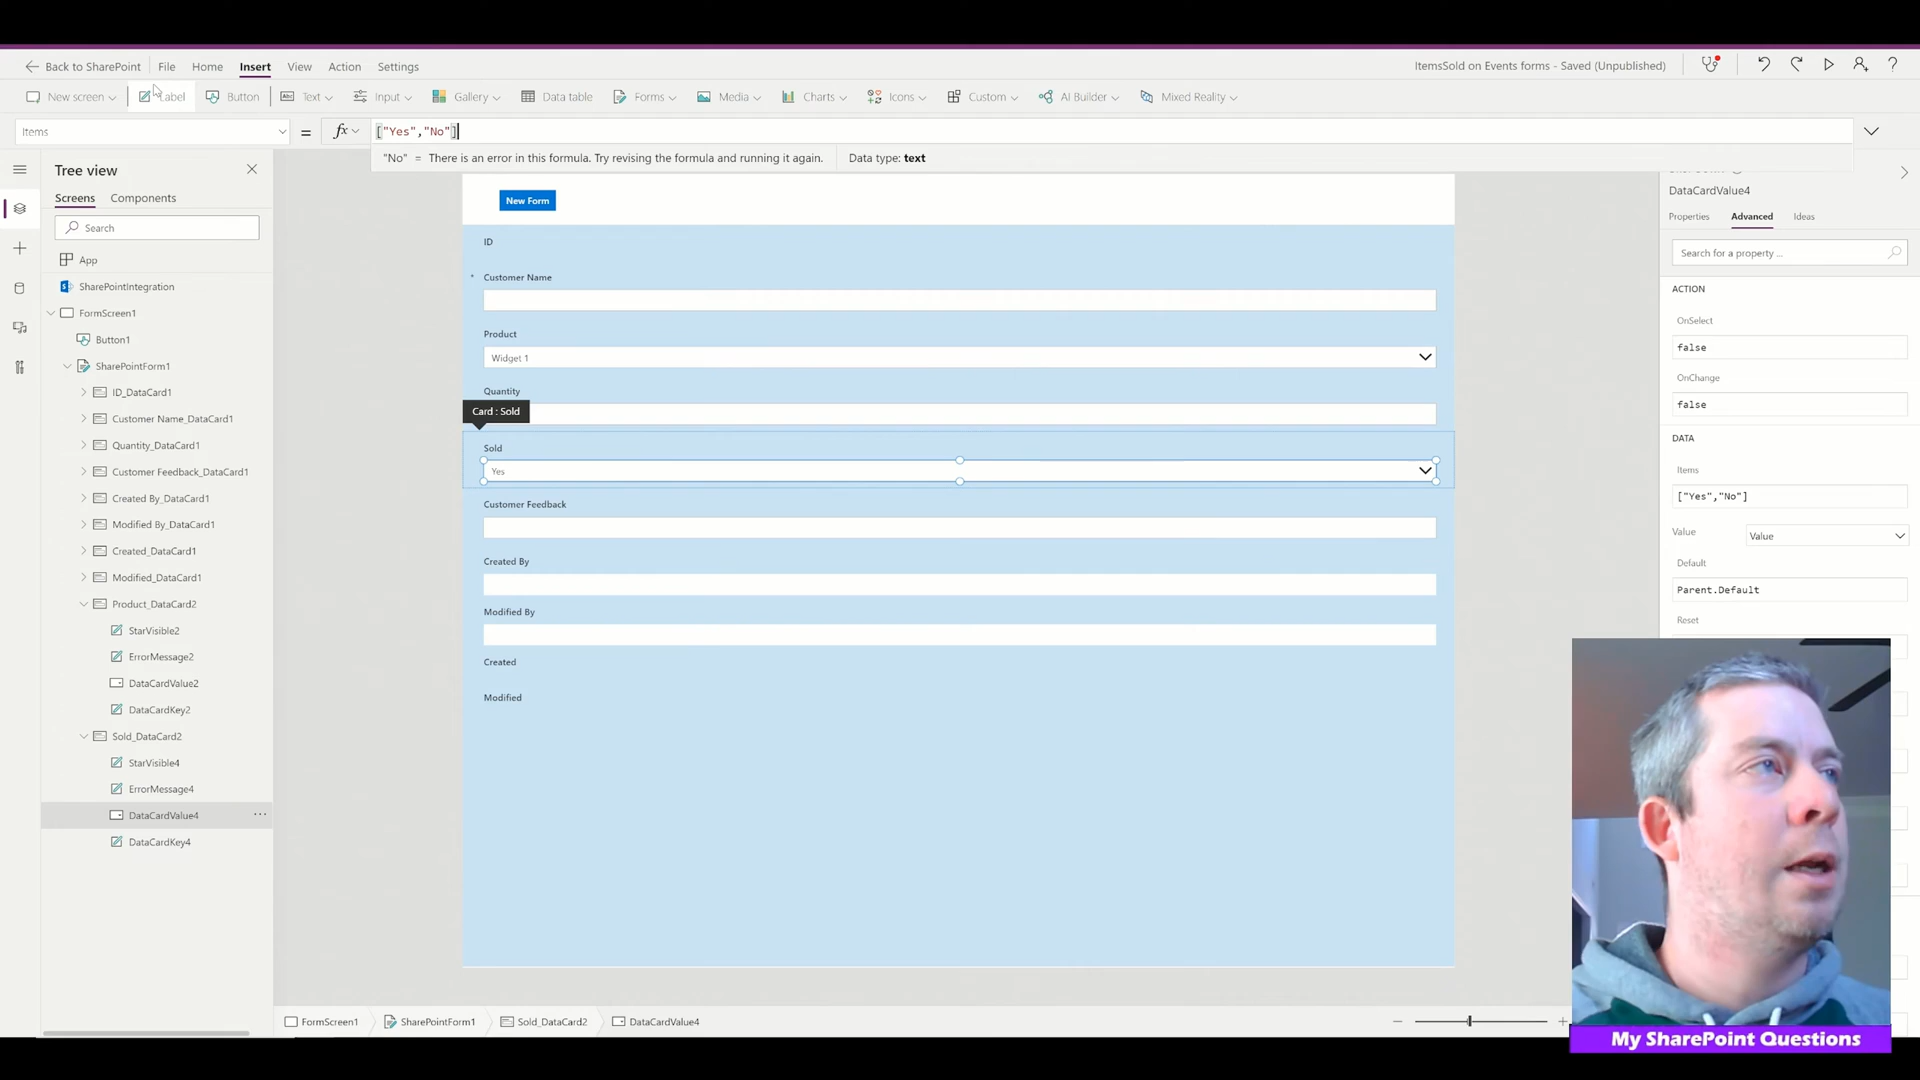 Back to SharePoint File Home Insert View Action Settings ItemsSold on Events forms - Saved (Unpublished)
New screen Label Button Text Input Gallery Data table Forms Media Charts Icons Custom AI Builder Mixed Reality
Items = fx ["Yes","No"]
"No" = There is an error in this formula. Try revising the formula and running it again. Data type: text
Tree view
Screens Components
Search
App
SharePointIntegration
FormScreen1
Button1
SharePointForm1
ID_DataCard1
Customer Name_DataCard1
Quantity_DataCard1
Customer Feedback_DataCard1
Created By_DataCard1
Modified By_DataCard1
Created_DataCard1
Modified_DataCard1
Product_DataCard2
StarVisible2
ErrorMessage2
DataCardValue2
DataCardKey2
Sold_DataCard2
StarVisible4
ErrorMessage4
DataCardValue4 ...
DataCardKey4
New Form
ID
* Customer Name
Product
Widget 1
Quantity
Card : Sold
Sold
Yes
Customer Feedback
Created By
Modified By
Created
Modified
DataCardValue4
Properties Advanced Ideas
Search for a property ...
ACTION
OnSelect
false
OnChange
false
DATA
Items
["Yes","No"]
Value Value
Default
Parent.Default
Reset
FormScreen1 SharePointForm1 Sold_DataCard2 DataCardValue4
My SharePoint Questions